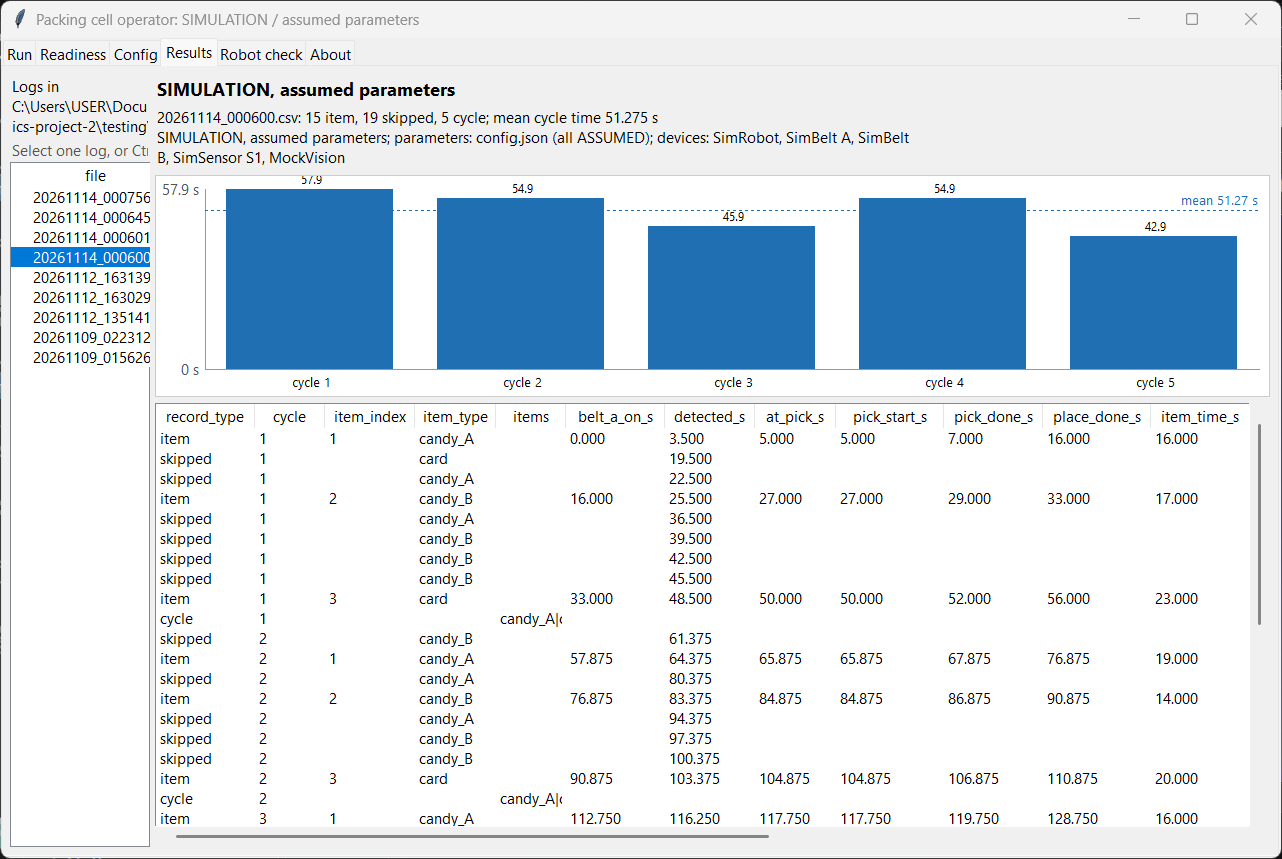 Packing cell operator: SIMULATION / assumed parameters
Run Readiness Config Results Robot check About
Logs in
C:\Users\USER\Docu
ics-project-2\testing\
Select one log, or Ctr
file
20261114_000756
20261114_000645
20261114_000601
20261114_000600
20261112_163139
20261112_163029
20261112_135141
20261109_022312
20261109_015626
SIMULATION, assumed parameters
20261114_000600.csv: 15 item, 19 skipped, 5 cycle; mean cycle time 51.275 s
SIMULATION, assumed parameters; parameters: config.json (all ASSUMED); devices: SimRobot, SimBelt A, SimBelt
B, SimSensor S1, MockVision
57.9 s
57.9 54.9 45.9 54.9 42.9
mean 51.27 s
0 s
cycle 1 cycle 2 cycle 3 cycle 4 cycle 5
record_type cycle item_index item_type items belt_a_on_s detected_s at_pick_s pick_start_s pick_done_s place_done_s item_time_s
item 1 1 candy_A 0.000 3.500 5.000 5.000 7.000 16.000 16.000
skipped 1 card 19.500
skipped 1 candy_A 22.500
item 1 2 candy_B 16.000 25.500 27.000 27.000 29.000 33.000 17.000
skipped 1 candy_A 36.500
skipped 1 candy_B 39.500
skipped 1 candy_B 42.500
skipped 1 candy_B 45.500
item 1 3 card 33.000 48.500 50.000 50.000 52.000 56.000 23.000
cycle 1 candy_A|c
skipped 2 candy_B 61.375
item 2 1 candy_A 57.875 64.375 65.875 65.875 67.875 76.875 19.000
skipped 2 candy_A 80.375
item 2 2 candy_B 76.875 83.375 84.875 84.875 86.875 90.875 14.000
skipped 2 candy_A 94.375
skipped 2 candy_B 97.375
skipped 2 candy_B 100.375
item 2 3 card 90.875 103.375 104.875 104.875 106.875 110.875 20.000
cycle 2 candy_A|c
item 3 1 candy_A 112.750 116.250 117.750 117.750 119.750 128.750 16.000